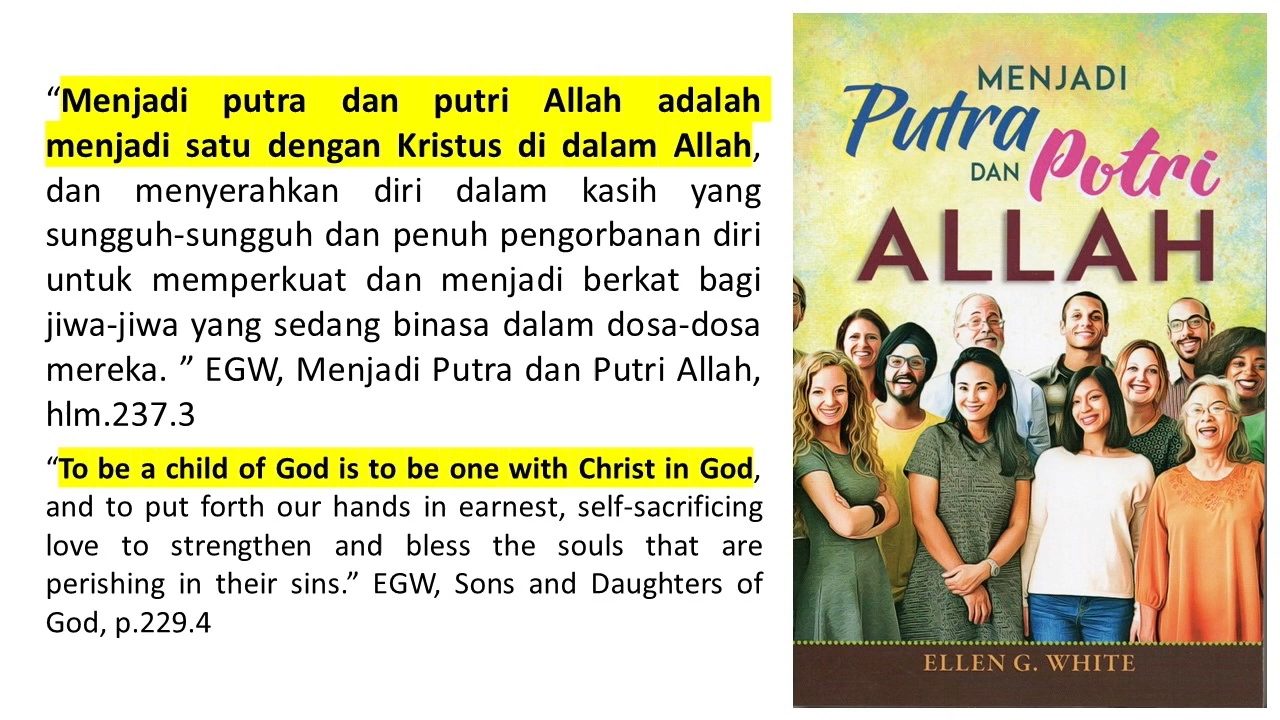 “Menjadi putra dan putri Allah adalah
menjadi satu dengan Kristus di dalam Allah,
dan menyerahkan diri dalam kasih yang
sungguh-sungguh dan penuh pengorbanan diri
untuk memperkuat dan menjadi berkat bagi
jiwa-jiwa yang sedang binasa dalam dosa-dosa
mereka. ” EGW, Menjadi Putra dan Putri Allah,
hlm.237.3
“To be a child of God is to be one with Christ in God,
and to put forth our hands in earnest, self-sacrificing
love to strengthen and bless the souls that are
perishing in their sins.” EGW, Sons and Daughters of
God, p.229.4
MENJADI
Putra
DAN Putri
ALLAH
ELLEN G. WHITE